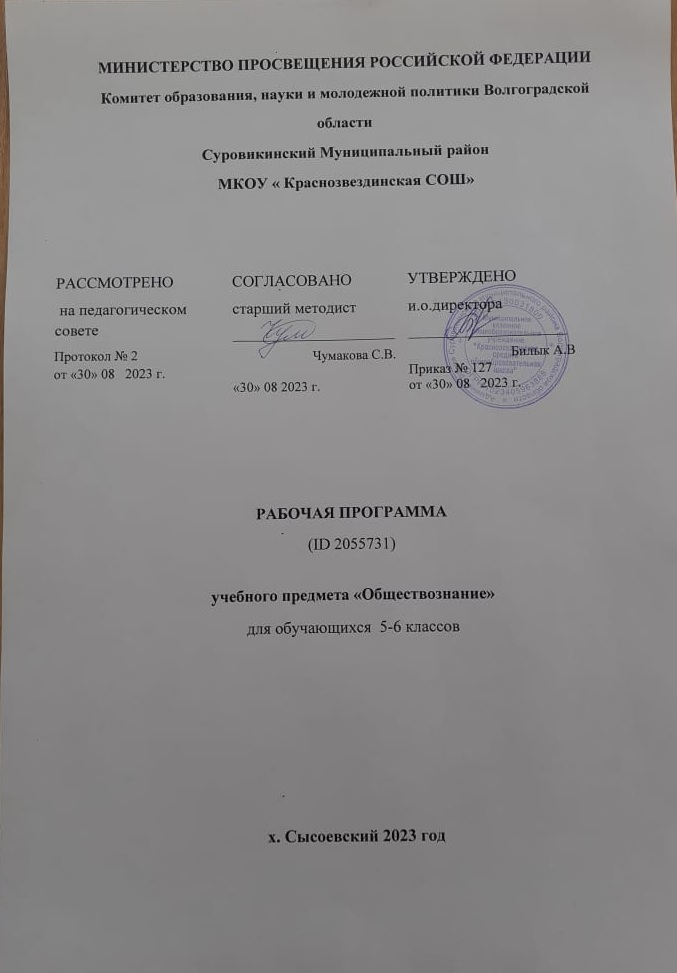 МИНИСТЕРСТВО ПРОСВЕЩЕНИЯ РОССИЙСКОЙ ФЕДЕРАЦИИ
Комитет образования, науки и молодежной политики Волгоградской
области
Суровикинский Муниципальный район
МКОУ « Краснозвездинская СОШ»
РАССМОТРЕНО
на педагогическом
совете
Протокол № 2
от «30» 08 2023 г.
СОГЛАСОВАНО
старший методист
Чумакова С.В.
«30» 08 2023 г.
УТВЕРЖДЕНО
и.о.директора
Билык А.В
Приказ № 127
от «30» 08 2023 г.
РАБОЧАЯ ПРОГРАММА
(ID 2055731)
учебного предмета «Обществознание»
для обучающихся 5-6 классов
х. Сысоевский 2023 год